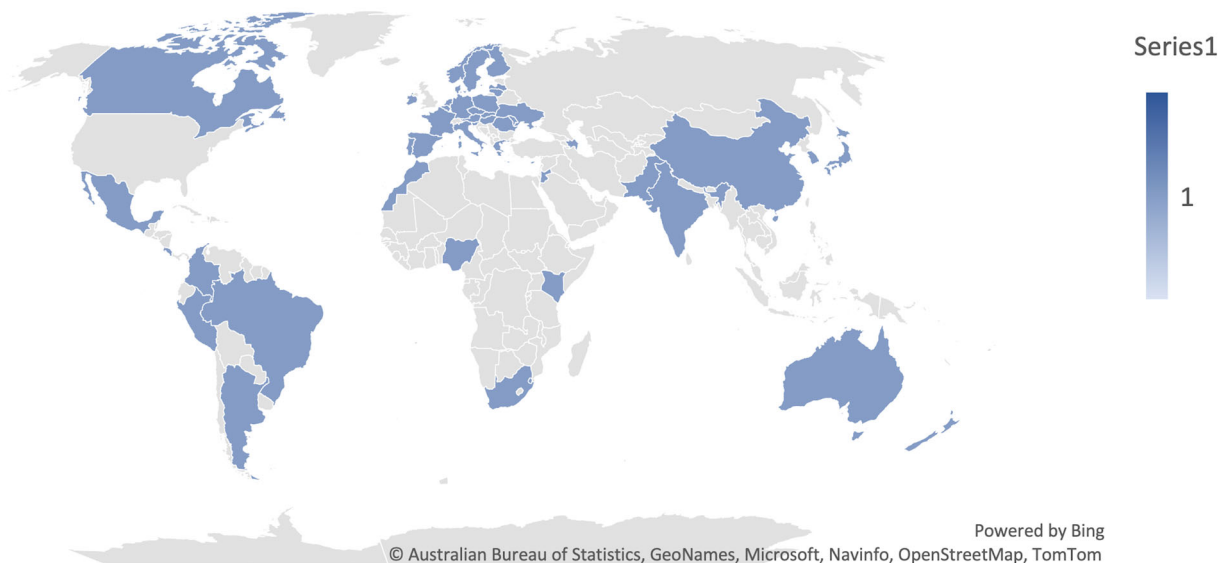 Series1
1
Powered by Bing
© Australian Bureau of Statistics, GeoNames, Microsoft, Navinfo, OpenStreetMap, TomTom